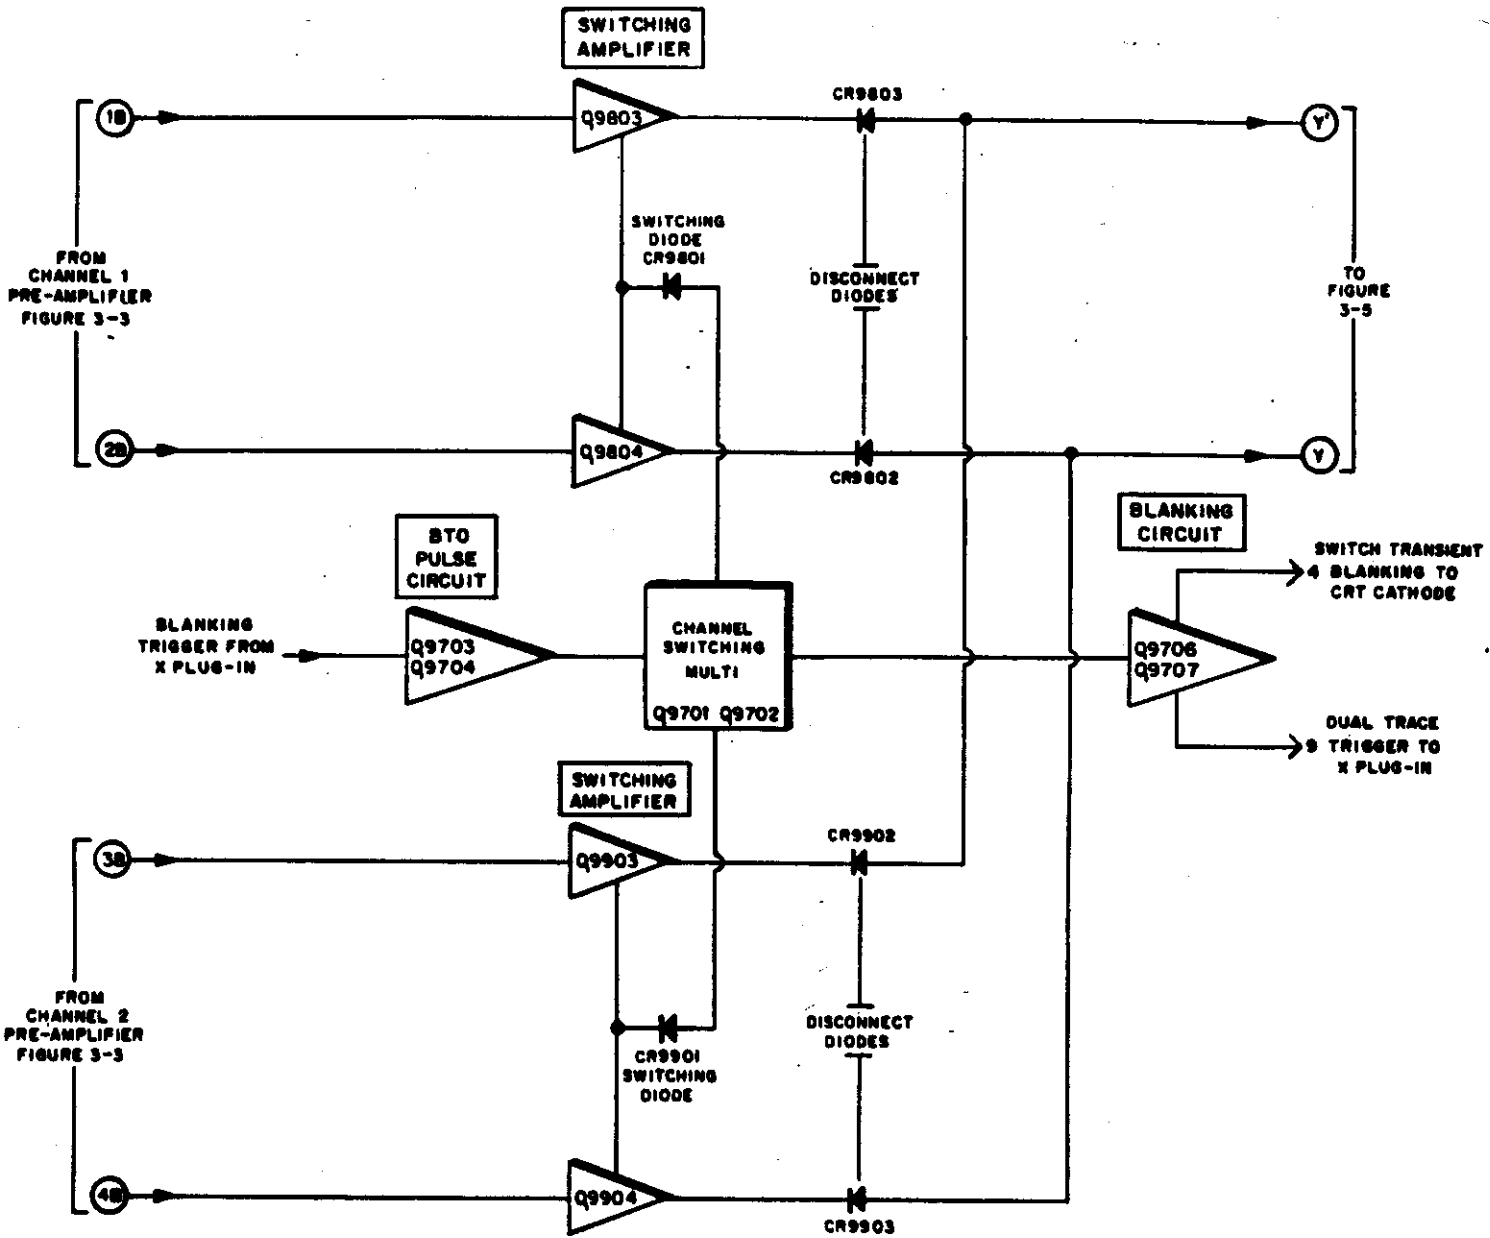 SWITCHING
AMPLIFIER
1B
Q9803
CR9803
Y'
SWITCHING
DIODE
CR9801
FROM
CHANNEL 1
PRE-AMPLIFIER
FIGURE 3-3
DISCONNECT
DIODES
TO
FIGURE
3-5
2B
Q9804
CR9802
Y
BTO
PULSE
CIRCUIT
BLANKING
CIRCUIT
SWITCH TRANSIENT
4 BLANKING TO
CRT CATHODE
BLANKING
TRIGGER FROM
X PLUG-IN
Q9703
Q9704
CHANNEL
SWITCHING
MULTI
Q9701 Q9702
Q9706
Q9707
DUAL TRACE
9 TRIGGER TO
X PLUG-IN
SWITCHING
AMPLIFIER
3B
Q9903
CR9902
FROM
CHANNEL 2
PRE-AMPLIFIER
FIGURE 3-3
DISCONNECT
DIODES
CR9901
SWITCHING
DIODE
4B
Q9904
CR9903